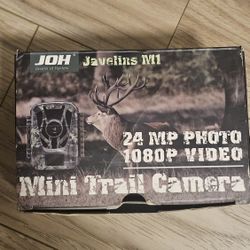 JOH
Javelins M1
24 MP PHOTO
1080P VIDEO
Mini Trail Camera